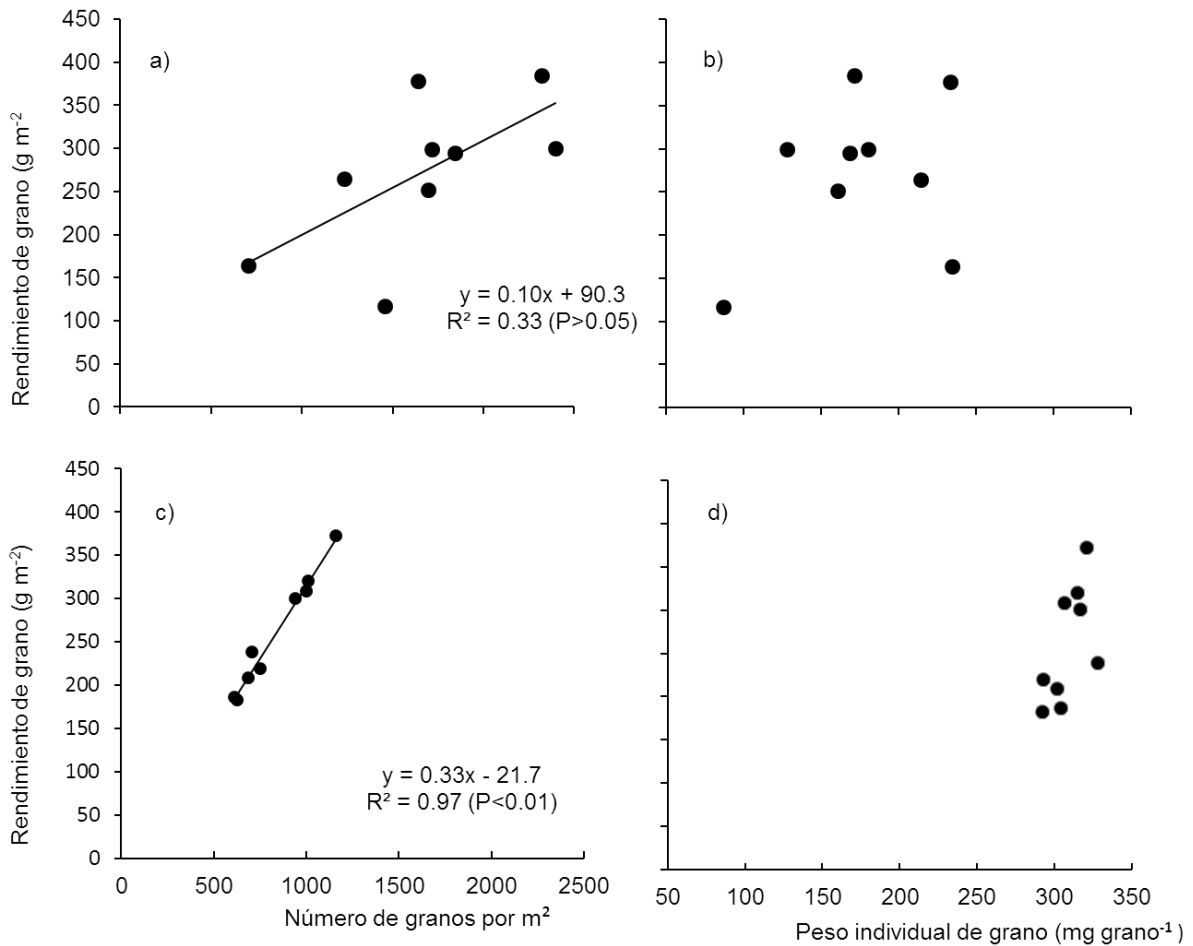 450
400
350
300
250
200
150
100
50
0
Rendimiento de grano (g m⁻²
a)
y = 0.10x + 90.3
R² = 0.33 (P>0.05)
b)
450
400
350
300
250
200
150
100
50
0
Rendimiento de grano (g m⁻²)
c)
y = 0.33x - 21.7
R² = 0.97 (P<0.01)
0 500 1000 1500 2000 2500
Número de granos por m²
d)
50 100 150 200 250 300 350
Peso individual de grano (mg grano⁻¹ )